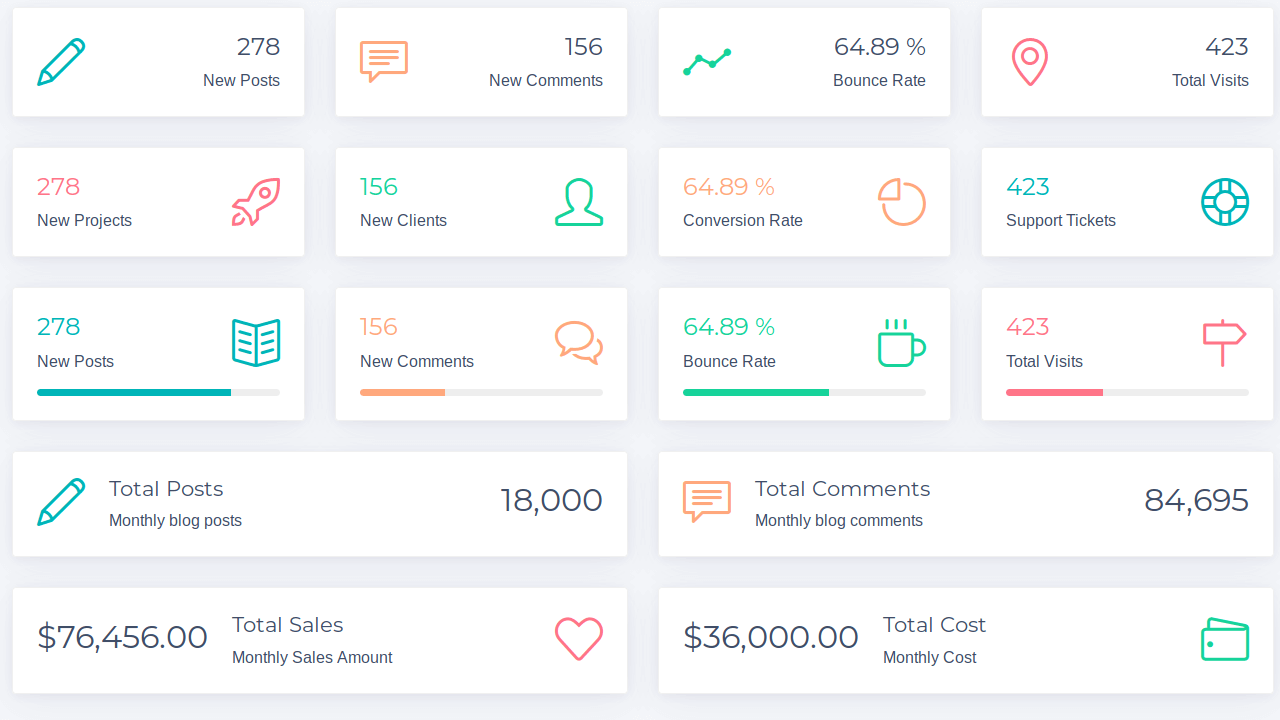 278
New Posts
156
New Comments
64.89 %
Bounce Rate
423
Total Visits
278
New Projects
156
New Clients
64.89 %
Conversion Rate
423
Support Tickets
278
New Posts
156
New Comments
64.89 %
Bounce Rate
423
Total Visits
Total Posts
Monthly blog posts
18,000
Total Comments
Monthly blog comments
84,695
$76,456.00
Total Sales
Monthly Sales Amount
$36,000.00
Total Cost
Monthly Cost